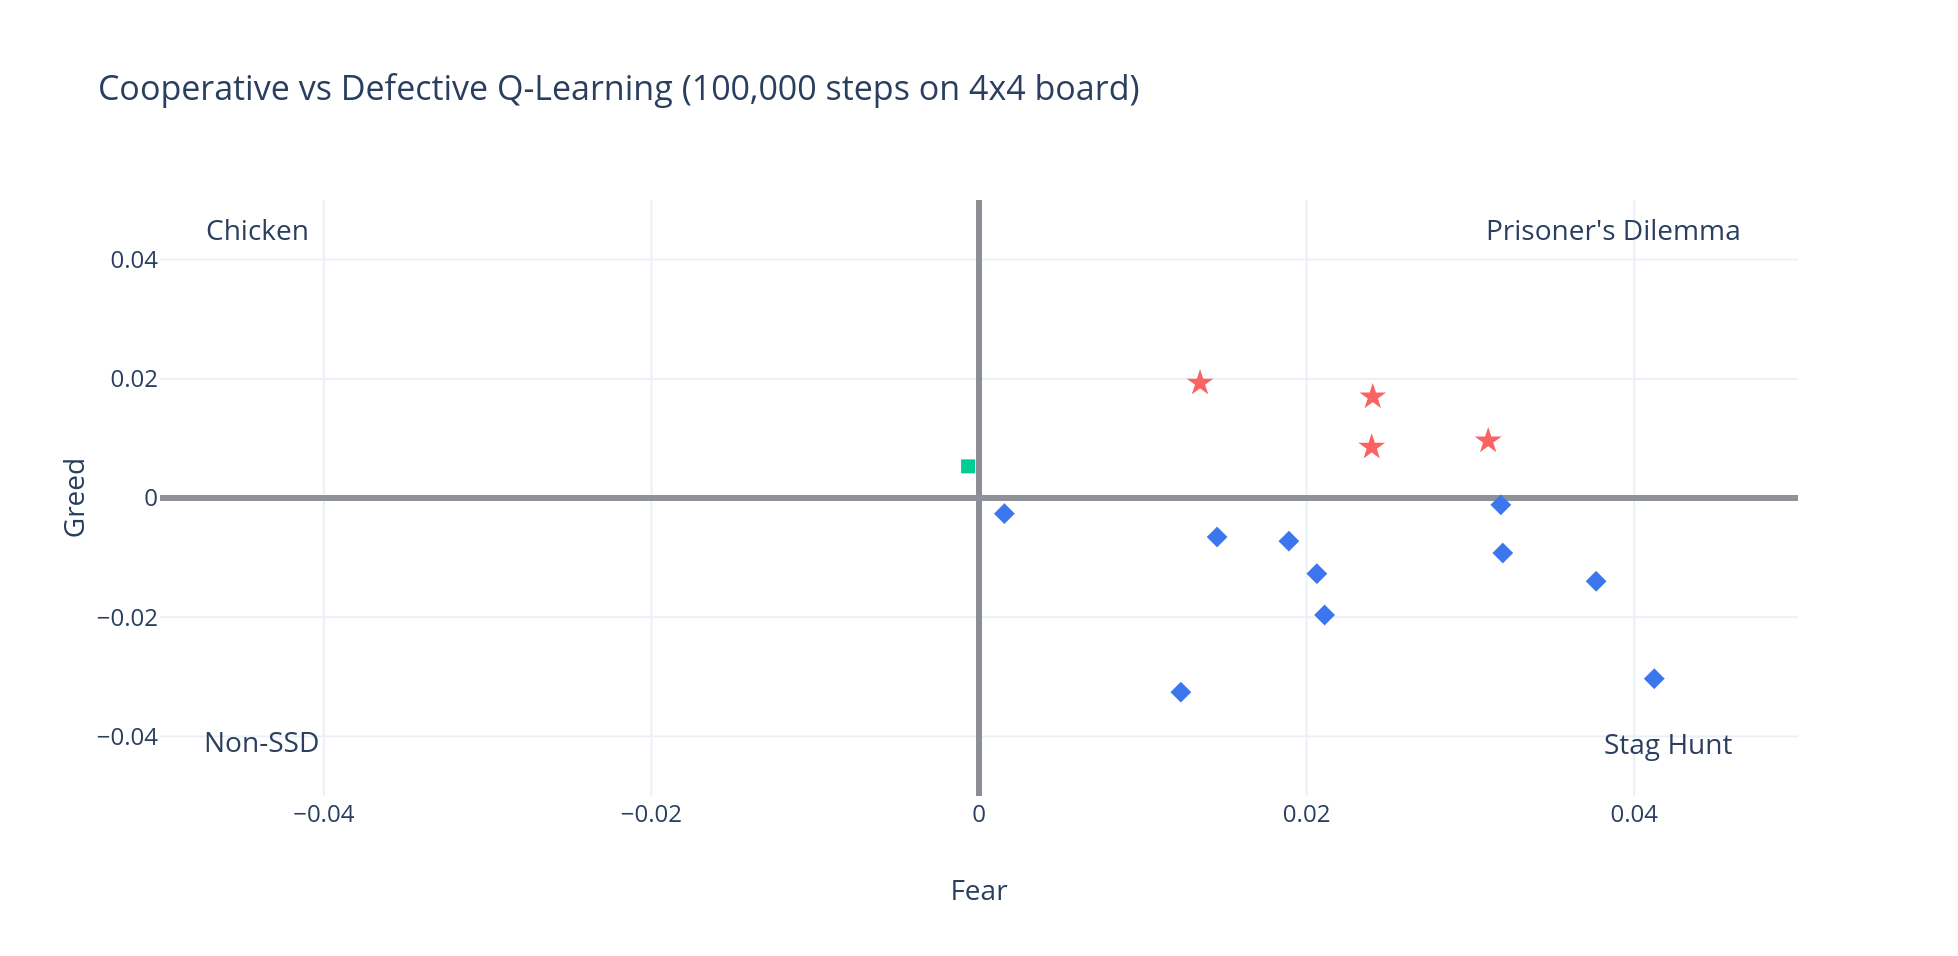 Cooperative vs Defective Q-Learning (100,000 steps on 4x4 board)
Chicken
Prisoner's Dilemma
0.04
0.02
0
−0.02
−0.04
Greed
Non-SSD
Stag Hunt
−0.04
−0.02
0
0.02
0.04
Fear